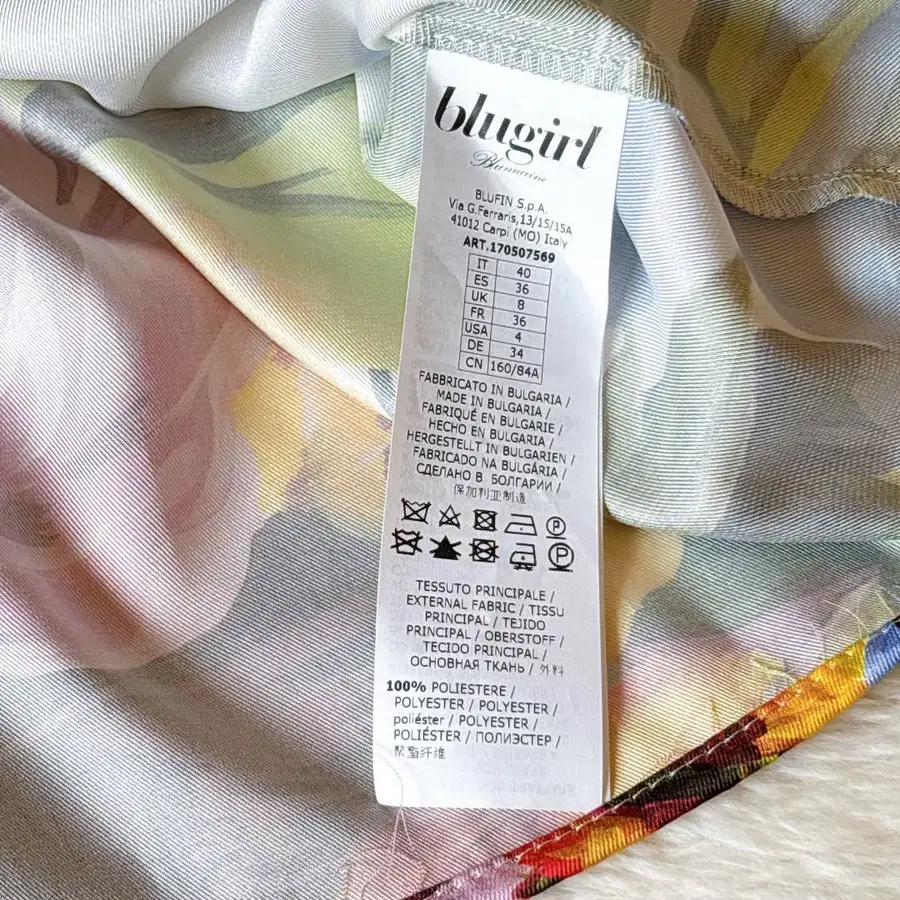 blugirl
Blumarine
BLUFIN S.p.A.
Via G.Ferraris,13/15/15A
41012 Carpi (MO) Italy
ART.170507569
IT 40
ES 36
UK 8
FR 36
USA 4
DE 34
CN 160/84A
FABBRICATO IN BULGARIA /
MADE IN BULGARIA /
FABRIQUÉ EN BULGARIE /
HECHO EN BULGARIA /
HERGESTELLT IN BULGARIEN /
FABRICADO NA BULGÁRIA /
СДЕЛАНО В БОЛГАРИИ /
保加利亚制造
P
P
TESSUTO PRINCIPALE /
EXTERNAL FABRIC / TISSU
PRINCIPAL / TEJIDO
PRINCIPAL / OBERSTOFF /
TECIDO PRINCIPAL /
ОСНОВНАЯ ТКАНЬ / 外料
100% POLIESTERE /
POLYESTER / POLYESTER /
poliéster / POLYESTER /
POLIÉSTER / ПОЛИЭСТЕР /
聚酯纤维